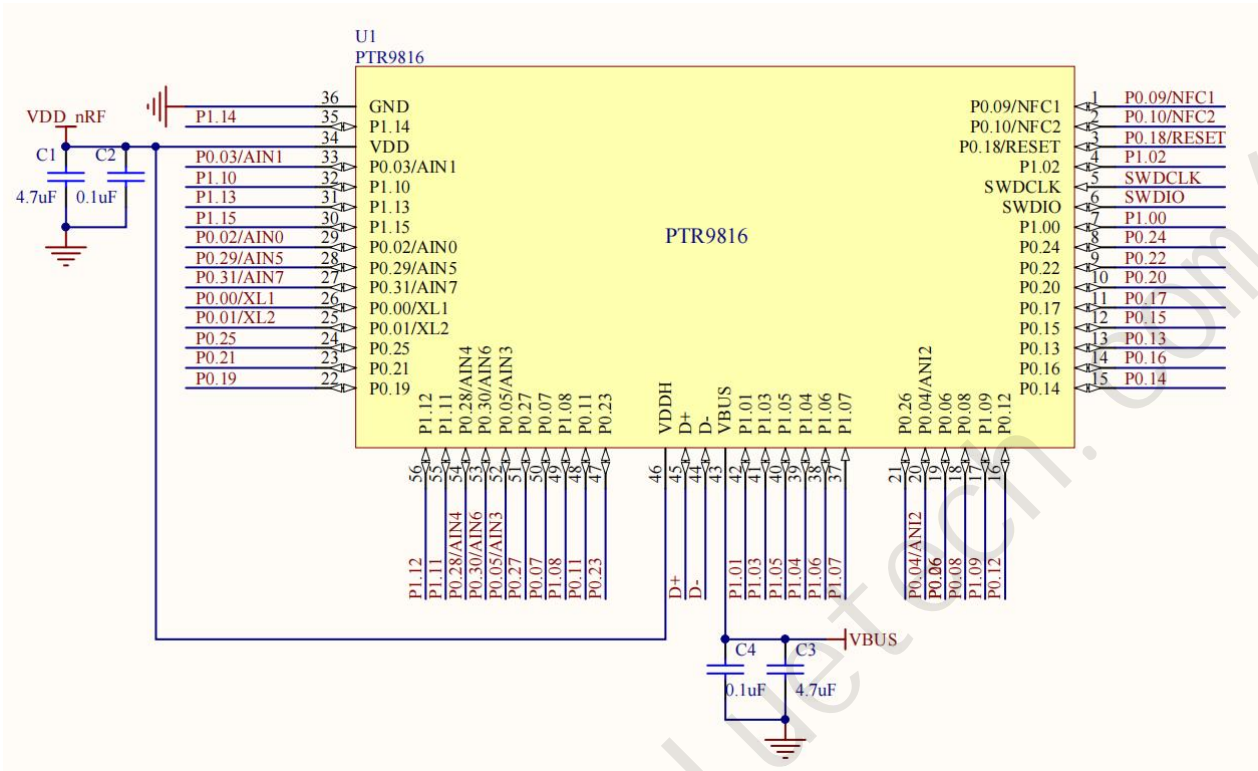 U1
PTR9816
VDD_nRF
C1
C2
4.7uF
0.1uF
P1.14
P0.03/AIN1
P1.10
P1.13
P1.15
P0.02/AIN0
P0.29/AIN5
P0.31/AIN7
P0.00/XL1
P0.01/XL2
P0.25
P0.21
P0.19
36 GND
35 P1.14
34 VDD
33 P0.03/AIN1
32 P1.10
31 P1.13
30 P1.15
29 P0.02/AIN0
28 P0.29/AIN5
27 P0.31/AIN7
26 P0.00/XL1
25 P0.01/XL2
24 P0.25
23 P0.21
22 P0.19
PTR9816
P0.09/NFC1 1 P0.09/NFC1
P0.10/NFC2 2 P0.10/NFC2
P0.18/RESET 3 P0.18/RESET
P1.02 4 P1.02
SWDCLK 5 SWDCLK
SWDIO 6 SWDIO
P1.00 7 P1.00
P0.24 8 P0.24
P0.22 9 P0.22
P0.20 10 P0.20
P0.17 11 P0.17
P0.15 12 P0.15
P0.13 13 P0.13
P0.16 14 P0.16
P0.14 15 P0.14
P1.12 56 P1.12
P1.11 55 P1.11
P0.28/AIN4 54 P0.28/AIN4
P0.30/AIN6 53 P0.30/AIN6
P0.05/AIN3 52 P0.05/AIN3
P0.27 51 P0.27
P0.07 50 P0.07
P1.08 49 P1.08
P0.11 48 P0.11
P0.23 47 P0.23
VDDH 46
D+ 45 D+
D- 44 D-
VBUS 43
P1.01 42 P1.01
P1.03 41 P1.03
P1.05 40 P1.05
P1.04 39 P1.04
P1.06 38 P1.06
P1.07 37 P1.07
P0.26 21
P0.04/ANI2 20 P0.04/ANI2
P0.06 19
P0.08 18 P0.08
P1.09 17 P1.09
P0.12 16 P0.12
VBUS
C4
C3
0.1uF
4.7uF